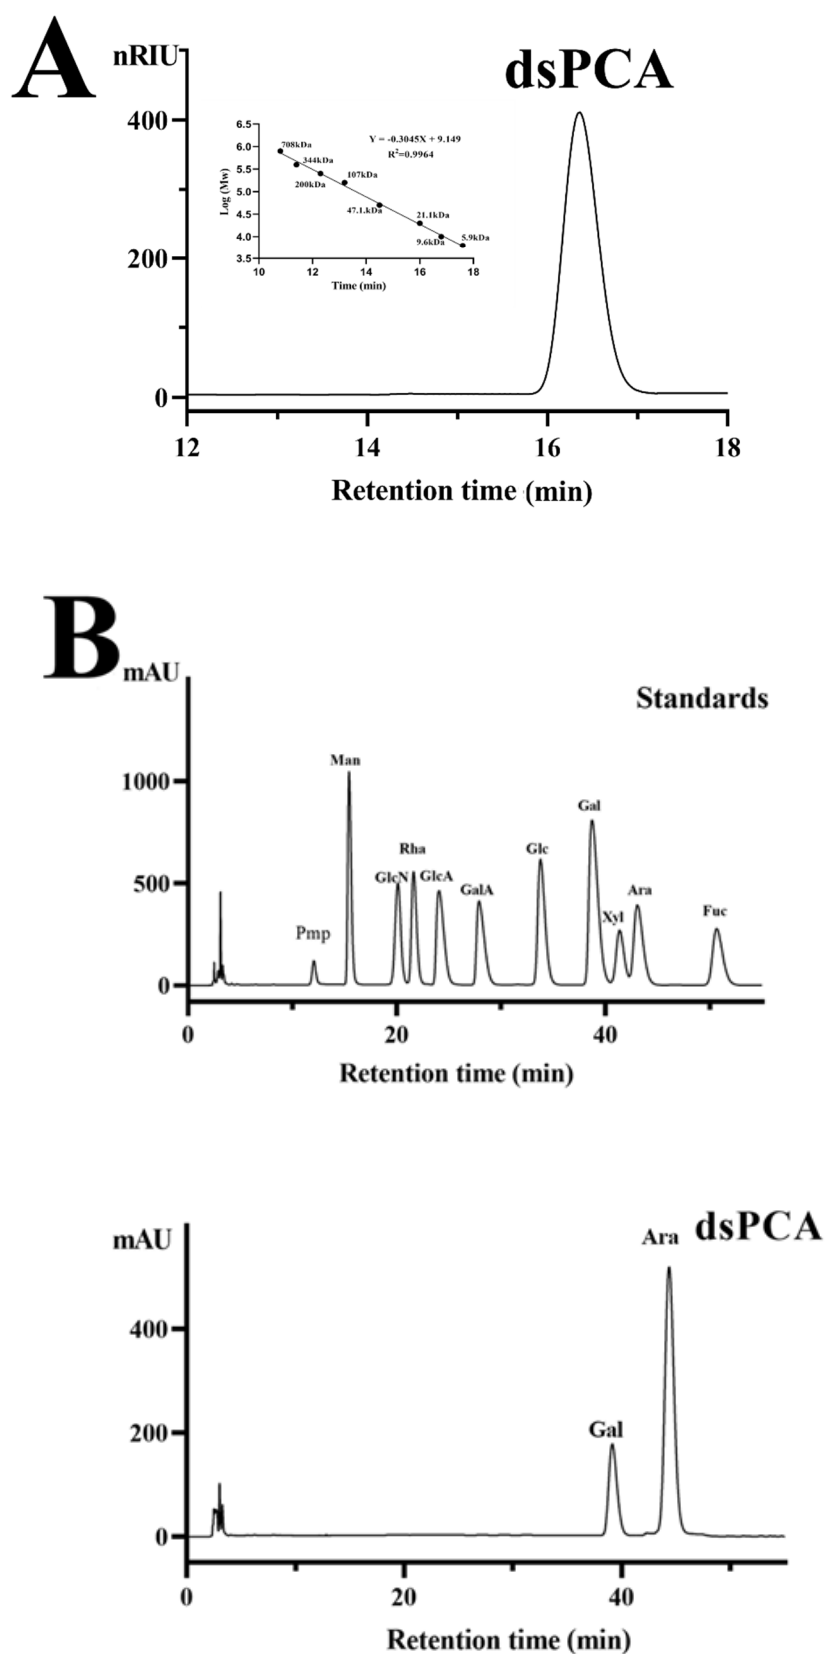 A
nRIU
dsPCA
400
200
0
6.5
6.0
5.5
5.0
4.5
4.0
3.5
Log (Mw)
Y = -0.3045X + 9.149
R²=0.9964
708kDa
344kDa
200kDa
107kDa
47.1.kDa
21.1kDa
9.6kDa
5.9kDa
10 12 14 16 18
Time (min)
12 14 16 18
Retention time (min)
B
mAU
Standards
1000
500
0
Pmp
Man
GlcN
Rha
GlcA
GalA
Glc
Gal
Xyl
Ara
Fuc
0 20 40
Retention time (min)
mAU
dsPCA
400
200
0
Gal
Ara
0 20 40
Retention time (min)